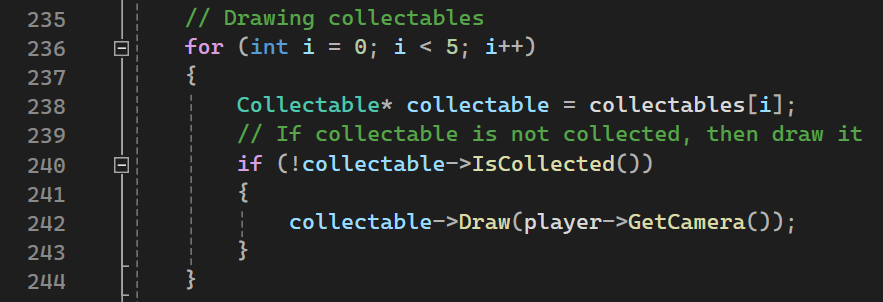 235 // Drawing collectables
236 for (int i = 0; i < 5; i++)
237 {
238 Collectable* collectable = collectables[i];
239 // If collectable is not collected, then draw it
240 if (!collectable->IsCollected())
241 {
242 collectable->Draw(player->GetCamera());
243 }
244 }